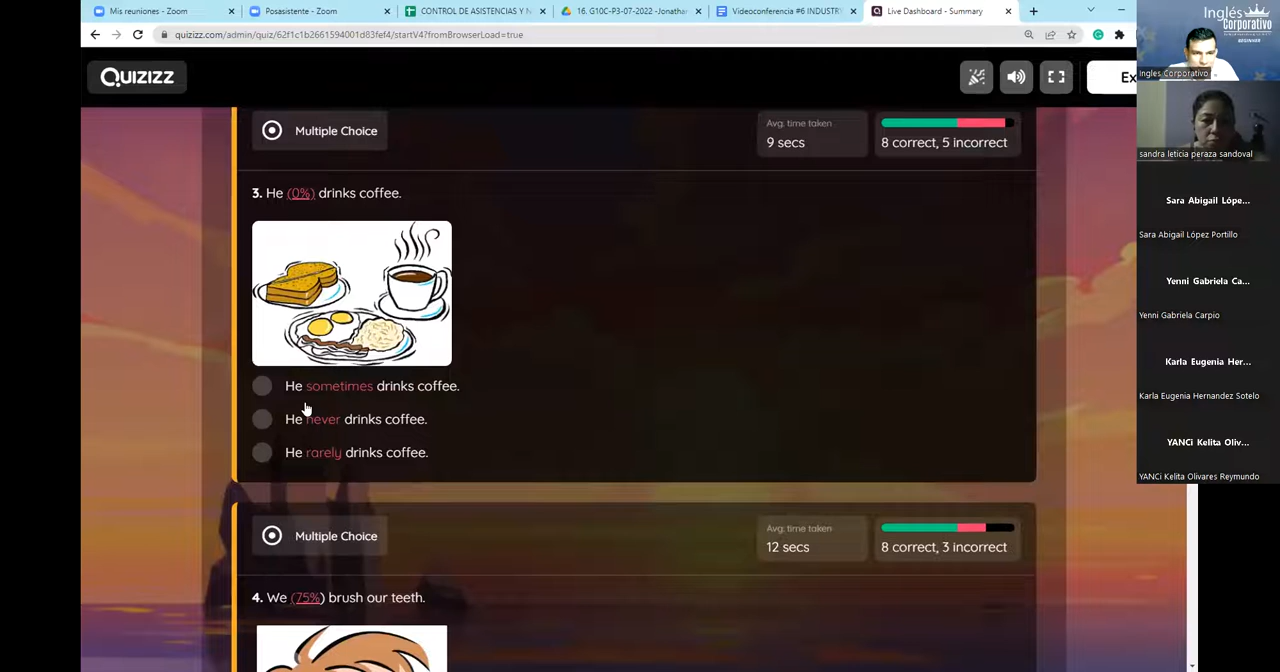 Mis reuniones - Zoom
Posasistente - Zoom
CONTROL DE ASISTENCIAS Y N
16. G10C-P3-07-2022 -Jonathar
Videoconferencia #6 INDUSTR
Live Dashboard - Summary
quizizz.com/admin/quiz/62f1c1b2661594001d83fef4/startV4?fromBrowserLoad=true
QUIZIZZ
Ex
Multiple Choice
Avg. time taken
9 secs
8 correct, 5 incorrect
3. He (0%) drinks coffee.
He sometimes drinks coffee.
He never drinks coffee.
He rarely drinks coffee.
Multiple Choice
Avg. time taken
12 secs
8 correct, 3 incorrect
4. We (75%) brush our teeth.
Inglés
Corporativo
BEGINNER
Ingles Corporativo
sandra leticia peraza sandoval
Sara Abigail Lópe...
Sara Abigail López Portillo
Yenni Gabriela Ca...
Yenni Gabriela Carpio
Karla Eugenia Her...
Karla Eugenia Hernandez Sotelo
YANCi Kelita Oliv...
YANCi Kelita Olivares Reymundo